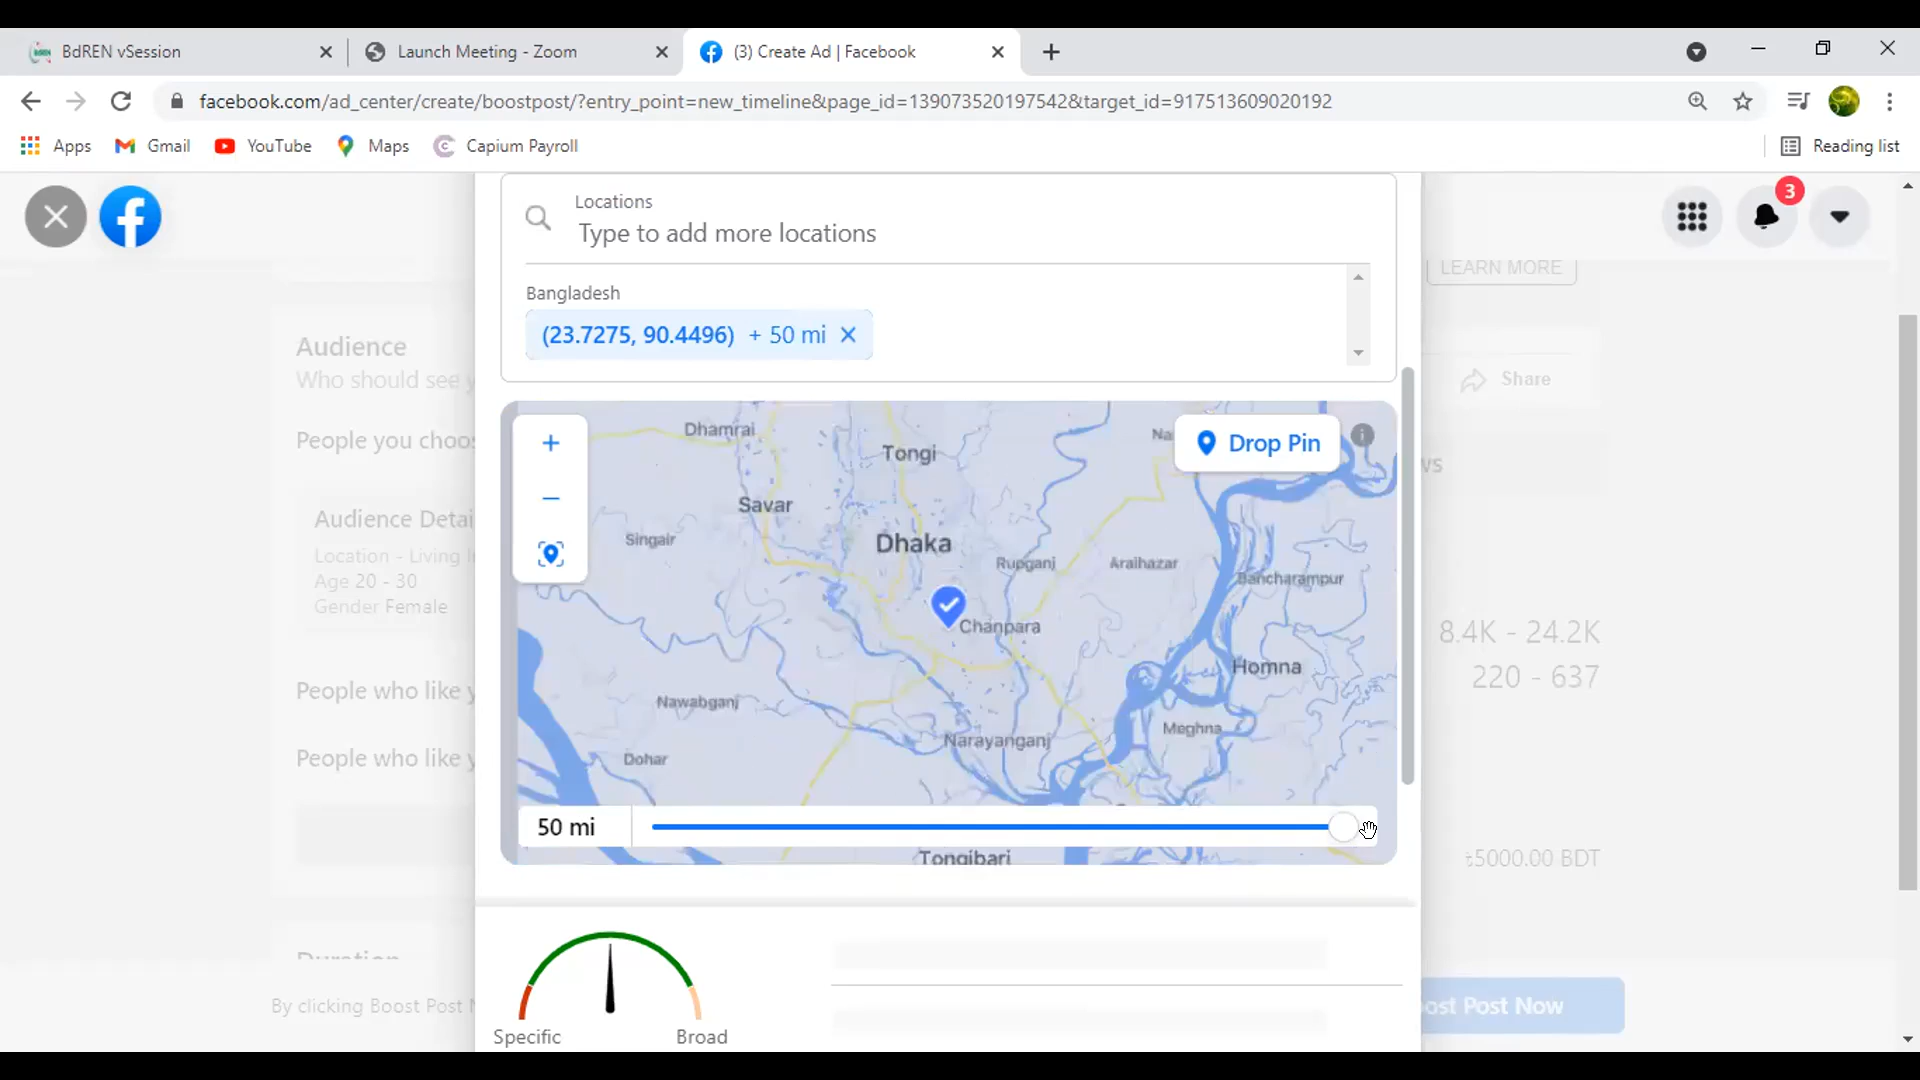 BdREN vSession
Launch Meeting - Zoom
(3) Create Ad | Facebook
facebook.com/ad_center/create/boostpost/?entry_point=new_timeline&page_id=139073520197542&target_id=917513609020192
Apps
Gmail
YouTube
Maps
Capium Payroll
Reading list
3
Locations
Type to add more locations
LEARN MORE
Bangladesh
(23.7275, 90.4496) + 50 mi
Audience
Who should see
Share
People you choos
Dhamrai
Tongi
Drop Pin
Savar
Singair
Dhaka
Rupganj
Araihazar
Bancharampur
Audience Detai
Location - Living I
Age 20 - 30
Gender Female
Chanpara
8.4K - 24.2K
Homna
220 - 637
People who like y
Nawabganj
Meghna
Narayanganj
People who like y
Dohar
50 mi
Tongibari
৳5000.00 BDT
Duration
By clicking Boost Post N
ost Post Now
Specific
Broad